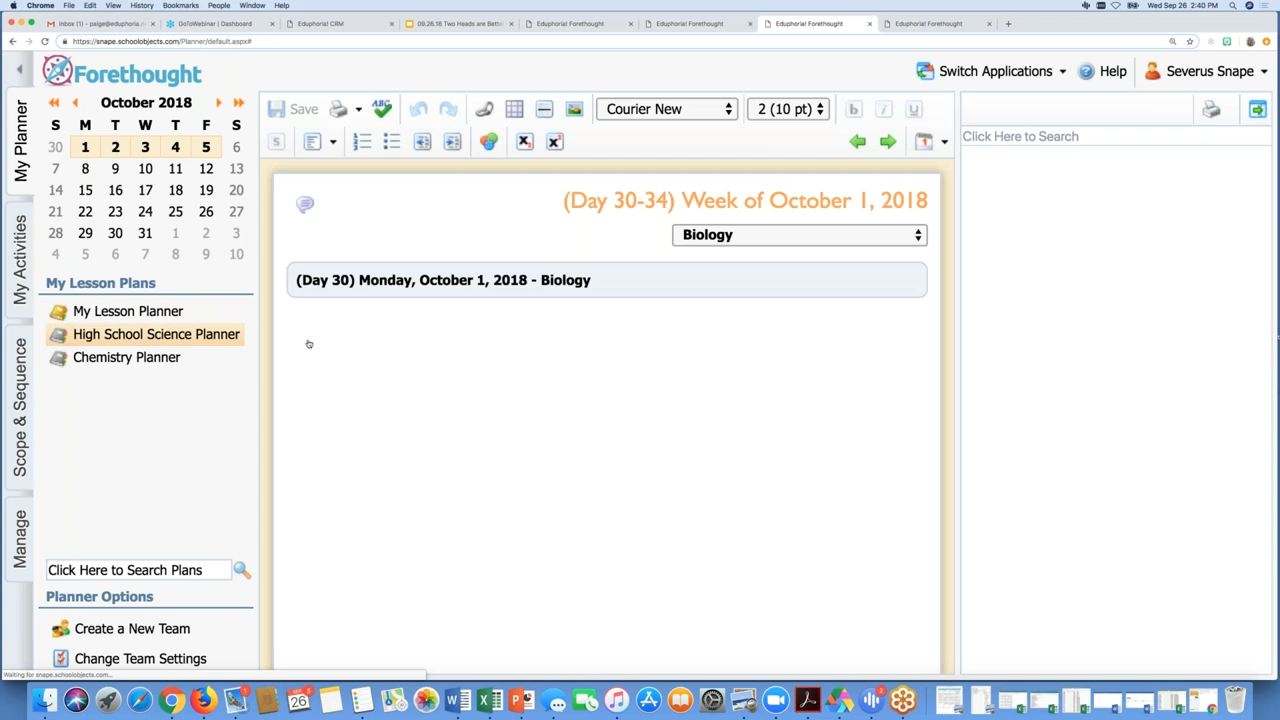 Chrome File Edit View History Bookmarks People Window Help
Wed Sep 26 2:40 PM
Inbox (1) - paige@eduphoria.n
GoToWebinar | Dashboard
Eduphoria! CRM
09.26.18 Two Heads are Bette
Eduphoria! Forethought
Eduphoria! Forethought
Eduphoria! Forethought
Eduphoria! Forethought
https://snape.schoolobjects.com/Planner/default.aspx#
Forethought
Switch Applications
Help
Severus Snape
My Planner
My Activities
Scope & Sequence
Manage
October 2018
S M T W T F S
30 1 2 3 4 5 6
7 8 9 10 11 12 13
14 15 16 17 18 19 20
21 22 23 24 25 26 27
28 29 30 31 1 2 3
4 5 6 7 8 9 10
My Lesson Plans
My Lesson Planner
High School Science Planner
Chemistry Planner
Click Here to Search Plans
Planner Options
Create a New Team
Change Team Settings
Save
ABC
Courier New
2 (10 pt)
b i U
S
X X
1
(Day 30-34) Week of October 1, 2018
Biology
(Day 30) Monday, October 1, 2018 - Biology
Click Here to Search
Waiting for snape.schoolobjects.com...
26